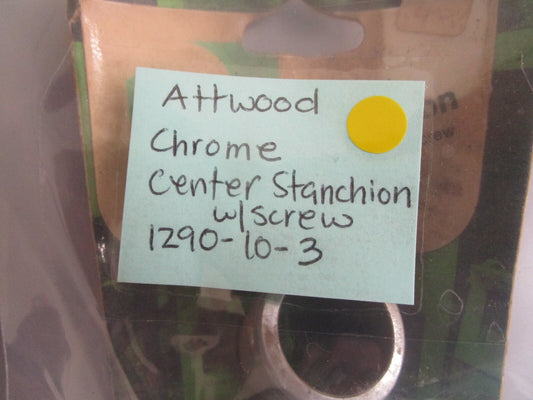 Attwood
Chrome
Center Stanchion
w/screw
1290-10-3